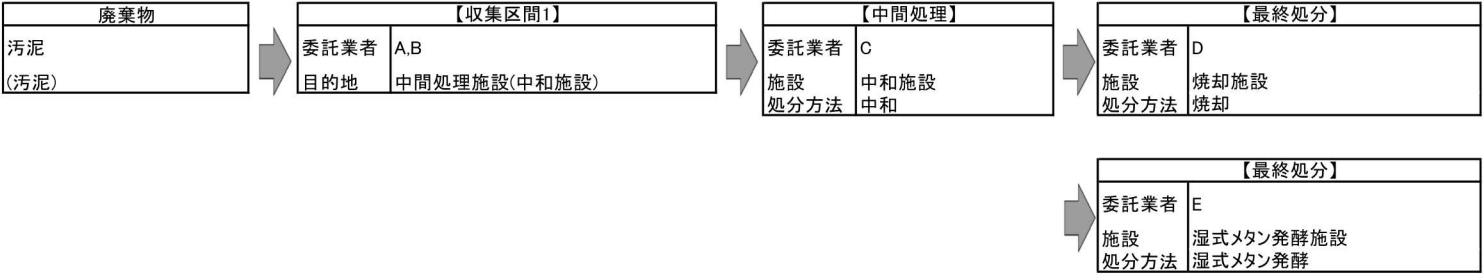 廃棄物
汚泥
(汚泥)
【収集区間1】
委託業者 A,B
目的地 中間処理施設(中和施設)
【中間処理】
委託業者 C
施設 中和施設
処分方法 中和
【最終処分】
委託業者 D
施設 焼却施設
処分方法 焼却
【最終処分】
委託業者 E
施設 湿式メタン発酵施設
処分方法 湿式メタン発酵